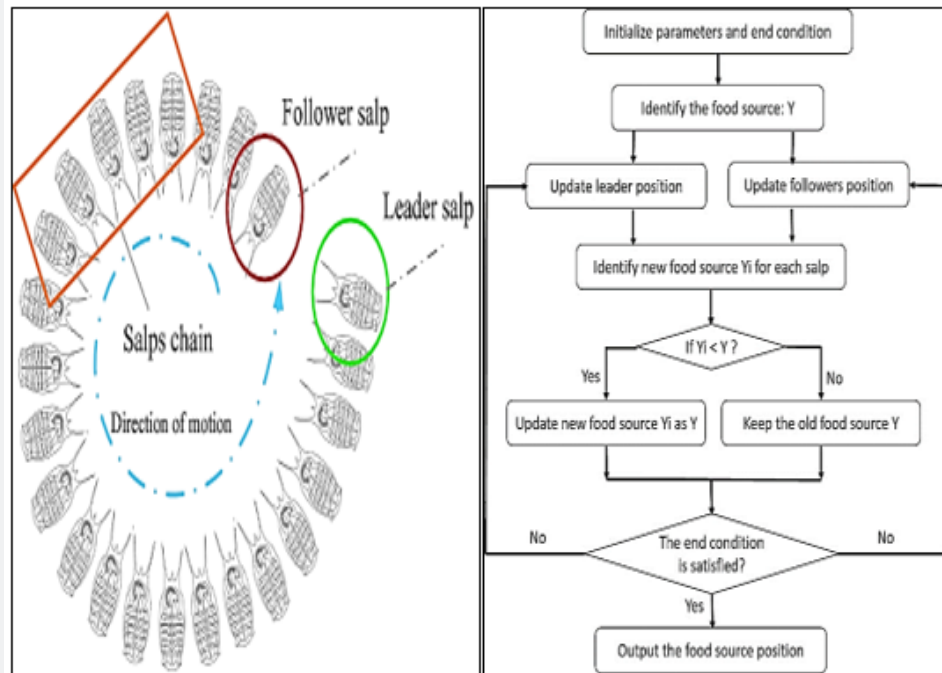 Follower salp
Leader salp
Salps chain
Direction of motion
Initialize parameters and end condition
Identify the food source: Y
Update leader position
Update followers position
Identify new food source Yi for each salp
If Yi < Y ?
Yes
No
Update new food source Yi as Y
Keep the old food source Y
No
The end condition
is satisfied?
No
Yes
Output the food source position